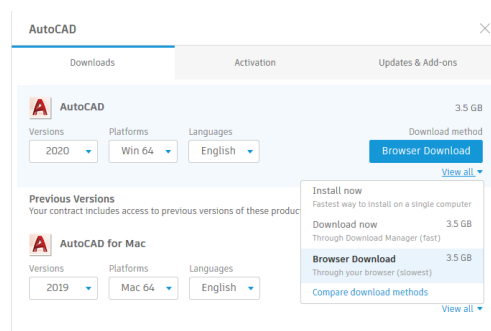 AutoCAD
Downloads
Activation
Updates & Add-ons
AutoCAD
3.5 GB
Versions
Platforms
Languages
Download method
2020
Win 64
English
Browser Download
View all
Install now
Fastest way to install on a single computer
Previous Versions
Your contract includes access to previous versions of these produc
Download now
3.5 GB
Through Download Manager (fast)
AutoCAD for Mac
Browser Download
3.5 GB
Through your browser (slowest)
Versions
Platforms
Languages
2019
Mac 64
English
Compare download methods
View all